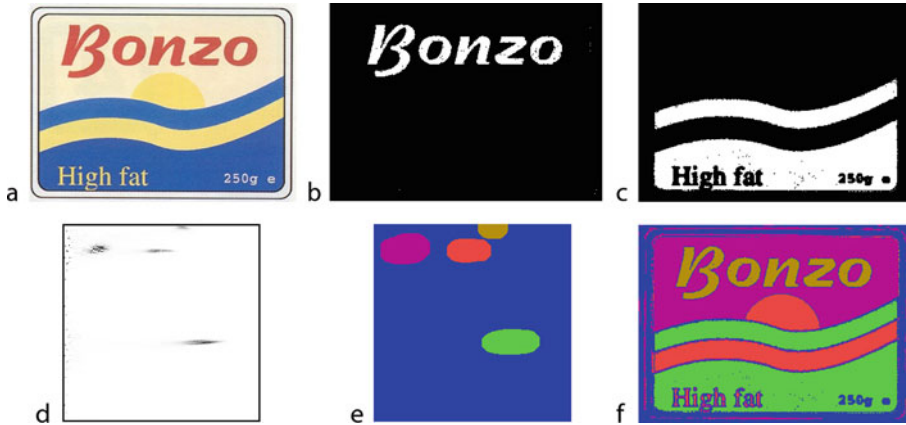 Bonzo
High fat
250g e
a
Bonzo
b
High fat
250g e
c
d
e
Bonzo
High fat
250g e
f